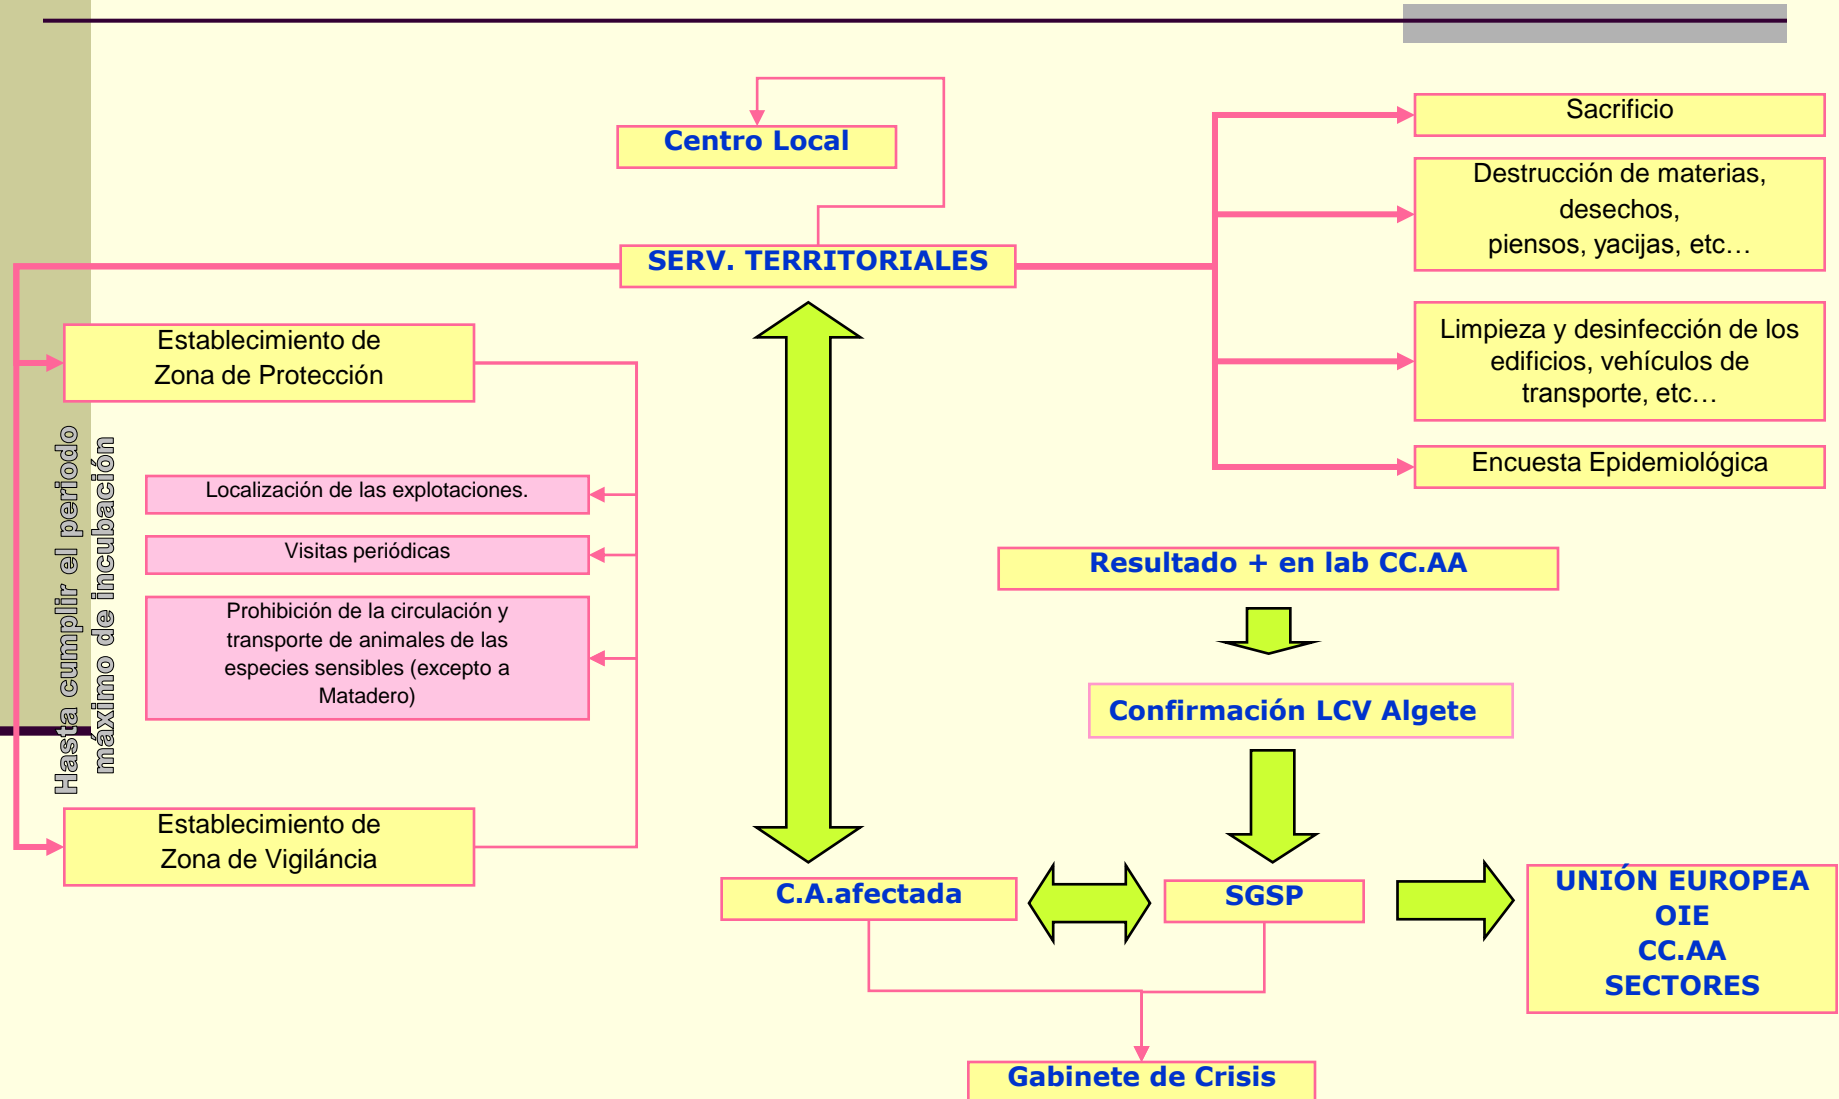 Centro Local
SERV. TERRITORIALES
Sacrificio
Destrucción de materias,
desechos,
piensos, yacijas, etc…
Limpieza y desinfección de los
edificios, vehículos de
transporte, etc…
Encuesta Epidemiológica
Establecimiento de
Zona de Protección
Hasta cumplir el periodo
máximo de incubación
Localización de las explotaciones.
Visitas periódicas
Prohibición de la circulación y
transporte de animales de las
especies sensibles (excepto a
Matadero)
Establecimiento de
Zona de Vigiláncia
Resultado + en lab CC.AA
Confirmación LCV Algete
C.A.afectada
SGSP
UNIÓN EUROPEA
OIE
CC.AA
SECTORES
Gabinete de Crisis